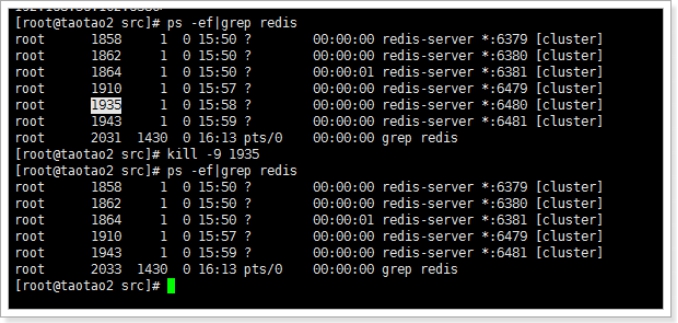 [root@taotao2 src]# ps -ef|grep redis
root 1858 1 0 15:50 ? 00:00:00 redis-server *:6379 [cluster]
root 1862 1 0 15:50 ? 00:00:00 redis-server *:6380 [cluster]
root 1864 1 0 15:50 ? 00:00:01 redis-server *:6381 [cluster]
root 1910 1 0 15:57 ? 00:00:00 redis-server *:6479 [cluster]
root 1935 1 0 15:58 ? 00:00:00 redis-server *:6480 [cluster]
root 1943 1 0 15:59 ? 00:00:00 redis-server *:6481 [cluster]
root 2031 1430 0 16:13 pts/0 00:00:00 grep redis
[root@taotao2 src]# kill -9 1935
[root@taotao2 src]# ps -ef|grep redis
root 1858 1 0 15:50 ? 00:00:00 redis-server *:6379 [cluster]
root 1862 1 0 15:50 ? 00:00:00 redis-server *:6380 [cluster]
root 1864 1 0 15:50 ? 00:00:01 redis-server *:6381 [cluster]
root 1910 1 0 15:57 ? 00:00:00 redis-server *:6479 [cluster]
root 1943 1 0 15:59 ? 00:00:00 redis-server *:6481 [cluster]
root 2033 1430 0 16:13 pts/0 00:00:00 grep redis
[root@taotao2 src]#